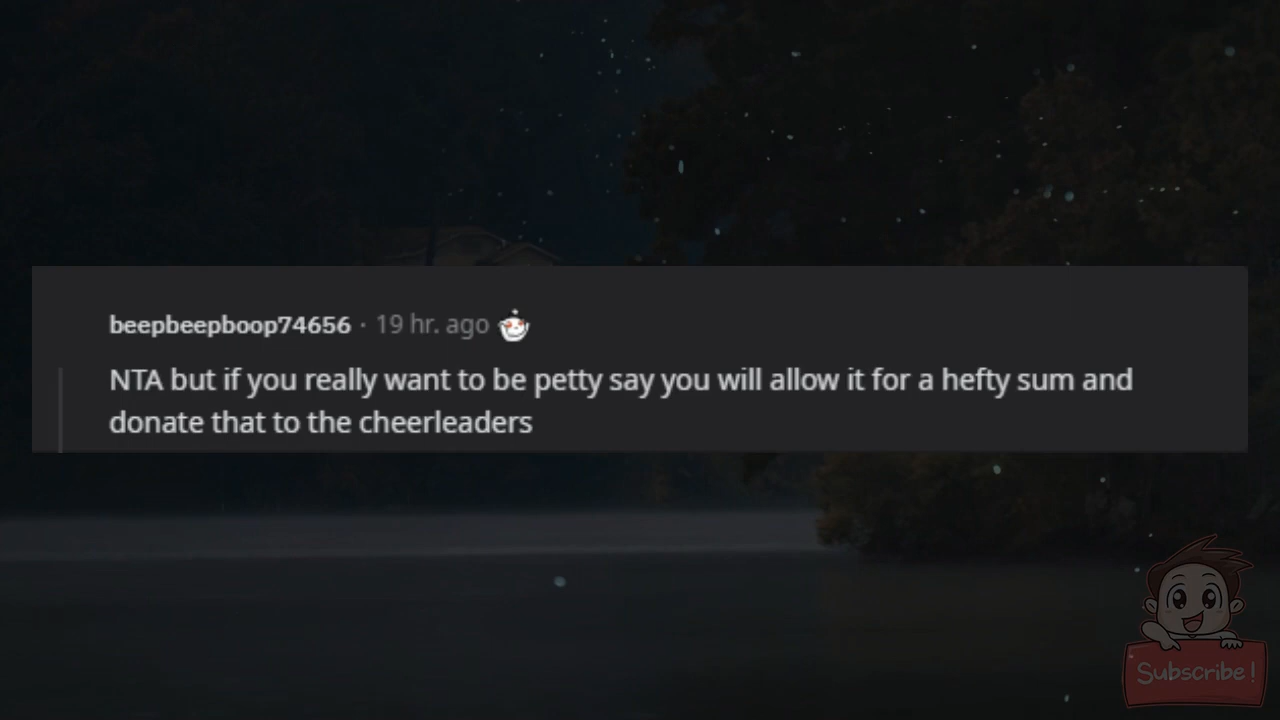 beepbeepboop74656 · 19 hr. ago
NTA but if you really want to be petty say you will allow it for a hefty sum and
donate that to the cheerleaders
Subscribe!